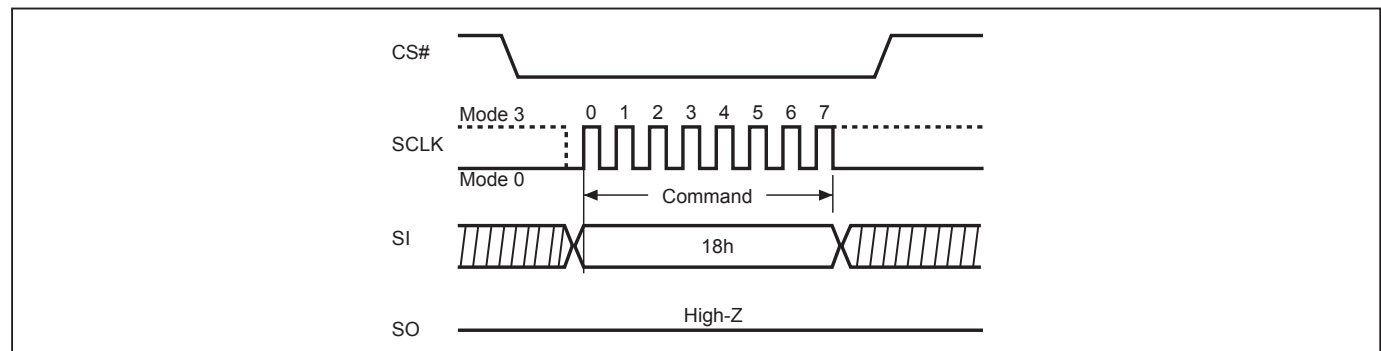 CS#
Mode 3
0 1 2 3 4 5 6 7
SCLK
Mode 0
Command
SI
18h
High-Z
SO